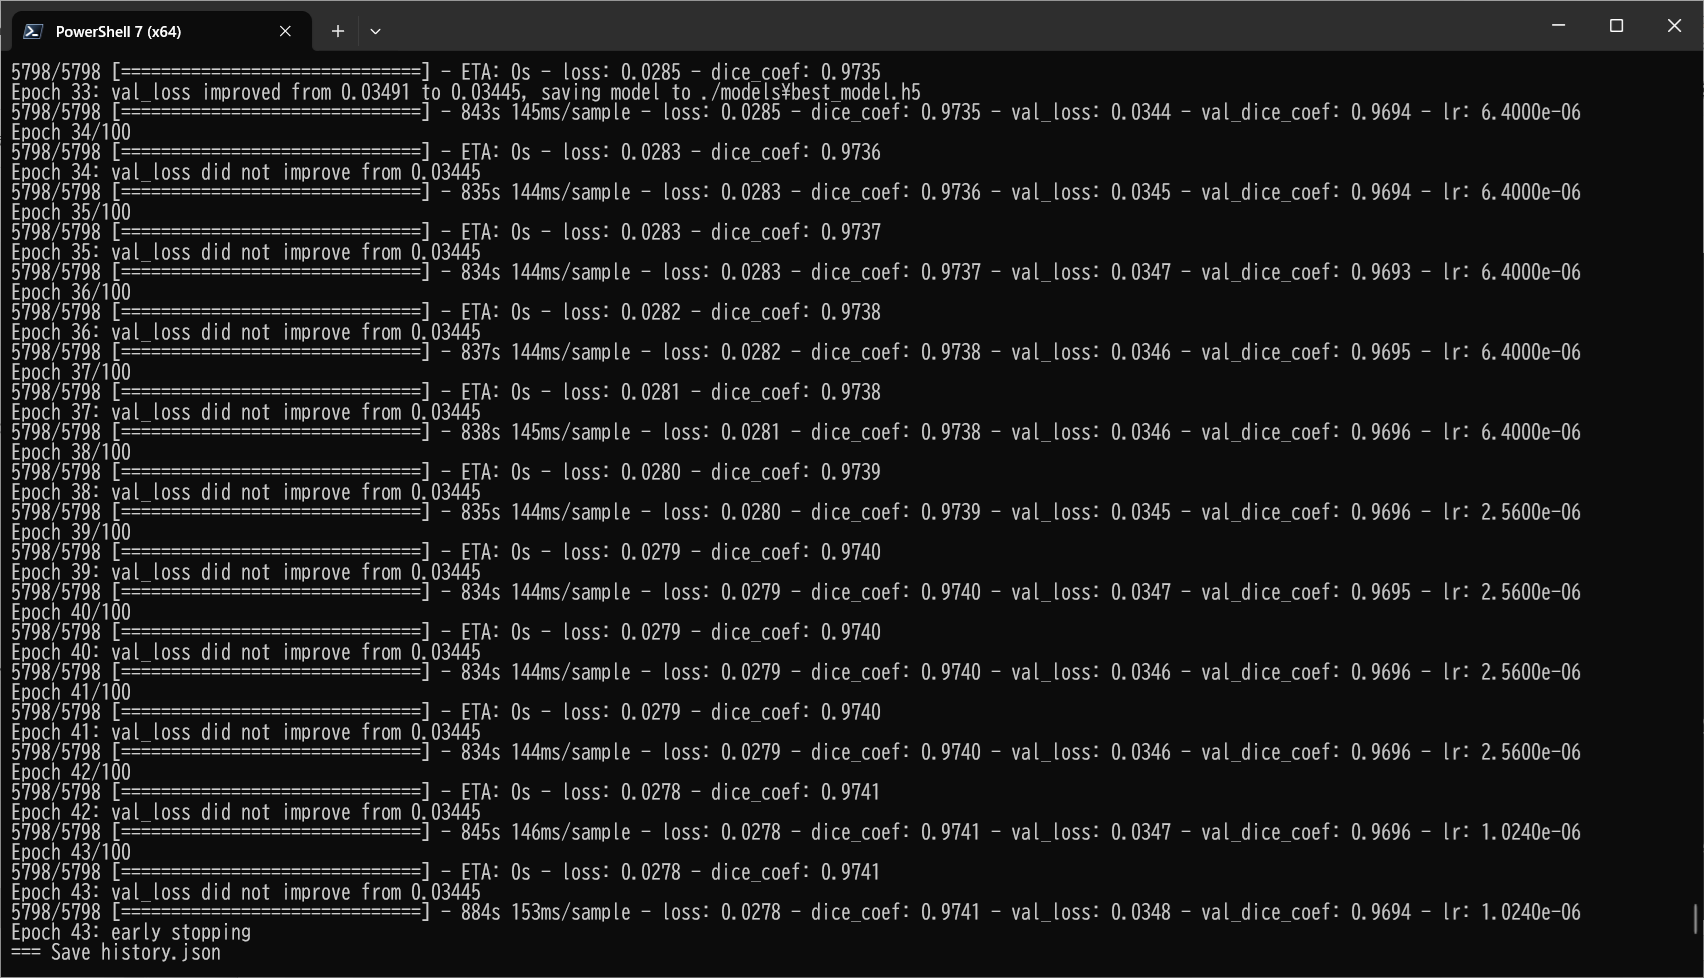 PowerShell 7 (x64)
5798/5798 [==============================] - ETA: 0s - loss: 0.0285 - dice_coef: 0.9735
Epoch 33: val_loss improved from 0.03491 to 0.03445, saving model to ./models¥best_model.h5
5798/5798 [==============================] - 843s 145ms/sample - loss: 0.0285 - dice_coef: 0.9735 - val_loss: 0.0344 - val_dice_coef: 0.9694 - lr: 6.4000e-06
Epoch 34/100
5798/5798 [==============================] - ETA: 0s - loss: 0.0283 - dice_coef: 0.9736
Epoch 34: val_loss did not improve from 0.03445
5798/5798 [==============================] - 835s 144ms/sample - loss: 0.0283 - dice_coef: 0.9736 - val_loss: 0.0345 - val_dice_coef: 0.9694 - lr: 6.4000e-06
Epoch 35/100
5798/5798 [==============================] - ETA: 0s - loss: 0.0283 - dice_coef: 0.9737
Epoch 35: val_loss did not improve from 0.03445
5798/5798 [==============================] - 834s 144ms/sample - loss: 0.0283 - dice_coef: 0.9737 - val_loss: 0.0347 - val_dice_coef: 0.9693 - lr: 6.4000e-06
Epoch 36/100
5798/5798 [==============================] - ETA: 0s - loss: 0.0282 - dice_coef: 0.9738
Epoch 36: val_loss did not improve from 0.03445
5798/5798 [==============================] - 837s 144ms/sample - loss: 0.0282 - dice_coef: 0.9738 - val_loss: 0.0346 - val_dice_coef: 0.9695 - lr: 6.4000e-06
Epoch 37/100
5798/5798 [==============================] - ETA: 0s - loss: 0.0281 - dice_coef: 0.9738
Epoch 37: val_loss did not improve from 0.03445
5798/5798 [==============================] - 838s 145ms/sample - loss: 0.0281 - dice_coef: 0.9738 - val_loss: 0.0346 - val_dice_coef: 0.9696 - lr: 6.4000e-06
Epoch 38/100
5798/5798 [==============================] - ETA: 0s - loss: 0.0280 - dice_coef: 0.9739
Epoch 38: val_loss did not improve from 0.03445
5798/5798 [==============================] - 835s 144ms/sample - loss: 0.0280 - dice_coef: 0.9739 - val_loss: 0.0345 - val_dice_coef: 0.9696 - lr: 2.5600e-06
Epoch 39/100
5798/5798 [==============================] - ETA: 0s - loss: 0.0279 - dice_coef: 0.9740
Epoch 39: val_loss did not improve from 0.03445
5798/5798 [==============================] - 834s 144ms/sample - loss: 0.0279 - dice_coef: 0.9740 - val_loss: 0.0347 - val_dice_coef: 0.9695 - lr: 2.5600e-06
Epoch 40/100
5798/5798 [==============================] - ETA: 0s - loss: 0.0279 - dice_coef: 0.9740
Epoch 40: val_loss did not improve from 0.03445
5798/5798 [==============================] - 834s 144ms/sample - loss: 0.0279 - dice_coef: 0.9740 - val_loss: 0.0346 - val_dice_coef: 0.9696 - lr: 2.5600e-06
Epoch 41/100
5798/5798 [==============================] - ETA: 0s - loss: 0.0279 - dice_coef: 0.9740
Epoch 41: val_loss did not improve from 0.03445
5798/5798 [==============================] - 834s 144ms/sample - loss: 0.0279 - dice_coef: 0.9740 - val_loss: 0.0346 - val_dice_coef: 0.9696 - lr: 2.5600e-06
Epoch 42/100
5798/5798 [==============================] - ETA: 0s - loss: 0.0278 - dice_coef: 0.9741
Epoch 42: val_loss did not improve from 0.03445
5798/5798 [==============================] - 845s 146ms/sample - loss: 0.0278 - dice_coef: 0.9741 - val_loss: 0.0347 - val_dice_coef: 0.9696 - lr: 1.0240e-06
Epoch 43/100
5798/5798 [==============================] - ETA: 0s - loss: 0.0278 - dice_coef: 0.9741
Epoch 43: val_loss did not improve from 0.03445
5798/5798 [==============================] - 884s 153ms/sample - loss: 0.0278 - dice_coef: 0.9741 - val_loss: 0.0348 - val_dice_coef: 0.9694 - lr: 1.0240e-06
Epoch 43: early stopping
=== Save history.json